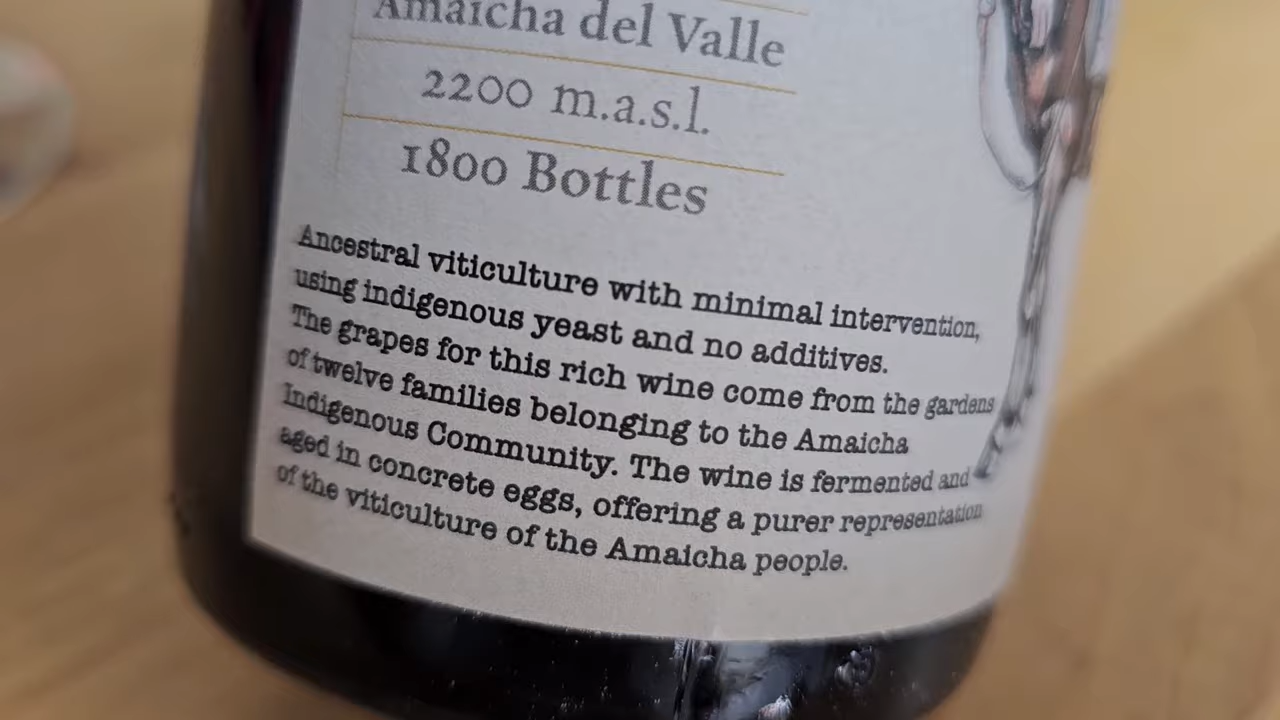 Amaicha del Valle
2200 m.a.s.l.
1800 Bottles
Ancestral viticulture with minimal intervention,
using indigenous yeast and no additives.
The grapes for this rich wine come from the gardens
of twelve families belonging to the Amaicha
Indigenous Community. The wine is fermented and
aged in concrete eggs, offering a purer representation
of the viticulture of the Amaicha people.